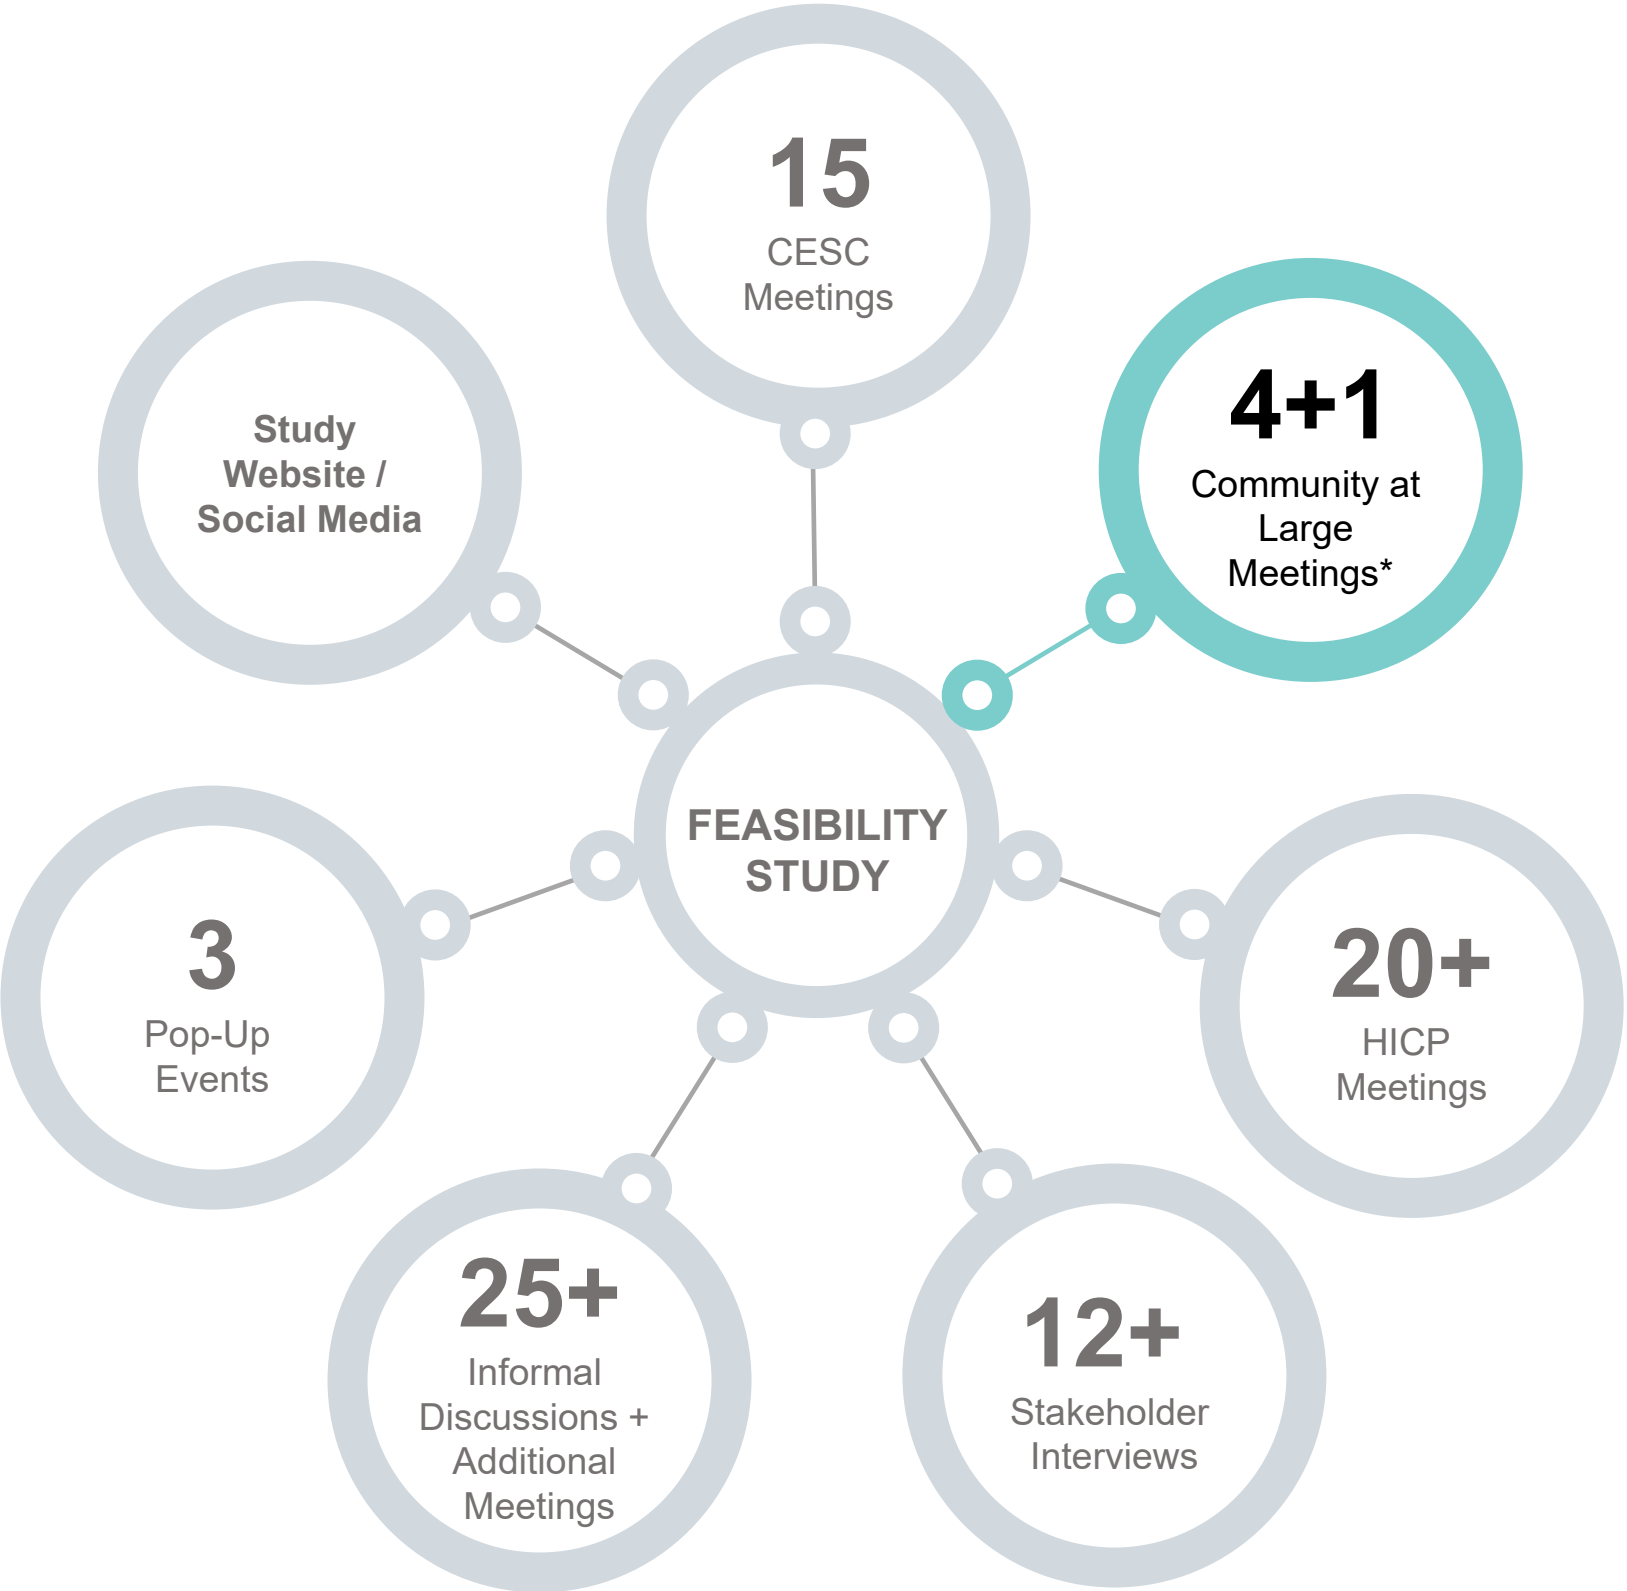 15
CESC
Meetings
4+1
Community at
Large
Meetings*
Study
Website /
Social Media
FEASIBILITY
STUDY
3
Pop-Up
Events
20+
HICP
Meetings
25+
Informal
Discussions +
Additional
Meetings
12+
Stakeholder
Interviews